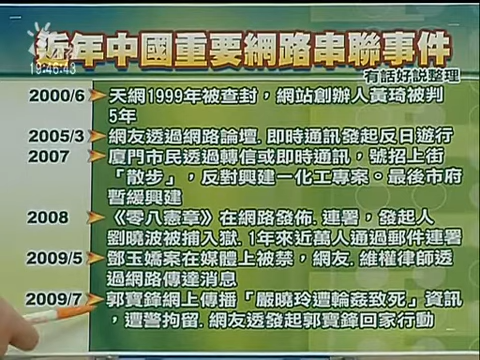 近年中國重要網路串聯事件
19:46:43
有話好說整理
2000/6 天網1999年被查封，網站創辦人黃琦被判
5年
2005/3 網友透過網路論壇.即時通訊發起反日遊行
2007 廈門市民透過轉信或即時通訊，號招上街
「散步」，反對興建一化工專案。最後市府
暫緩興建
2008 《零八憲章》在網路發佈.連署，發起人
劉曉波被捕入獄.1年來近萬人通過郵件連署
2009/5 鄧玉嬌案在媒體上被禁，網友.維權律師透
過網路傳達消息
2009/7 郭寶鋒網上傳播「嚴曉玲遭輪姦致死」資訊
，遭警拘留.網友透發起郭寶鋒回家行動